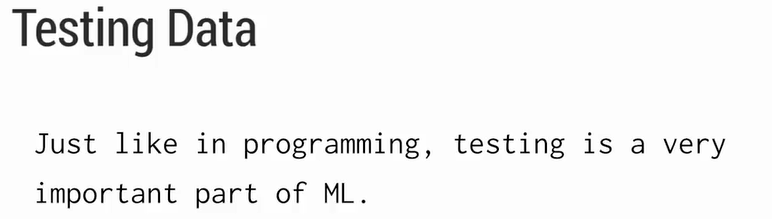 Testing Data
Just like in programming, testing is a very
important part of ML.